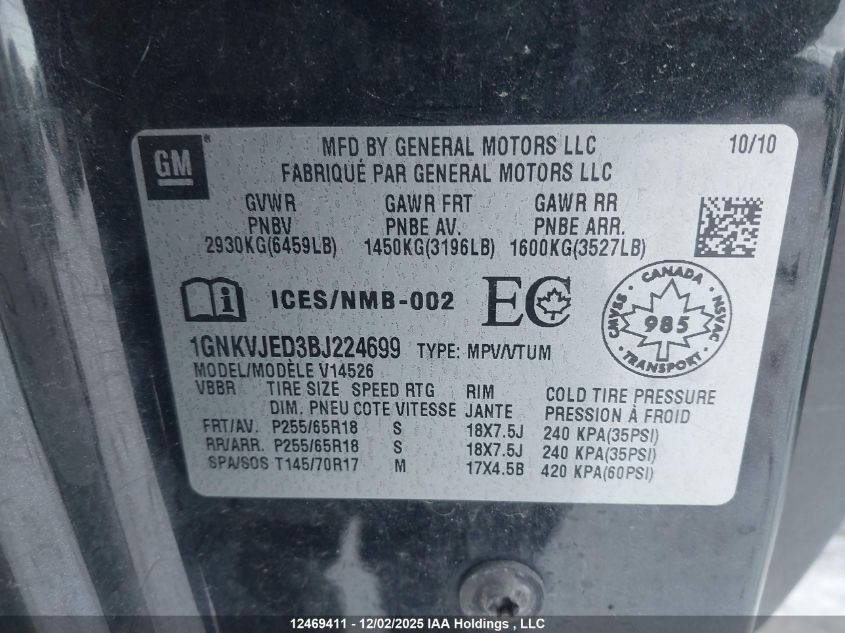 GM
MFD BY GENERAL MOTORS LLC 10/10
FABRIQUÉ PAR GENERAL MOTORS LLC
GVWR GAWR FRT GAWR RR
PNBV PNBE AV. PNBE ARR.
2930KG(6459LB) 1450KG(3196LB) 1600KG(3527LB)
ICES/NMB-002 EC
CANADA CMVSS NSVAC 985 TRANSPORT
1GNKVJED3BJ224699 TYPE: MPV/VTUM
MODEL/MODÈLE V14526
VBBR TIRE SIZE SPEED RTG RIM COLD TIRE PRESSURE
DIM. PNEU COTE VITESSE JANTE PRESSION À FROID
FRT/AV. P255/65R18 S 18X7.5J 240 KPA(35PSI)
RR/ARR. P255/65R18 S 18X7.5J 240 KPA(35PSI)
SPA/SOS T145/70R17 M 17X4.5B 420 KPA(60PSI)
12469411 - 12/02/2025 IAA Holdings , LLC